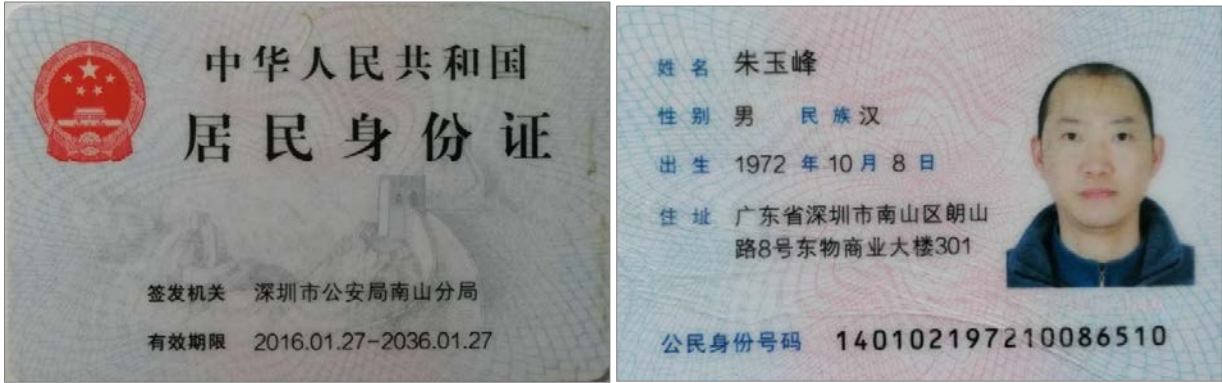 中华人民共和国
居民身份证
签发机关 深圳市公安局南山分局
有效期限 2016.01.27-2036.01.27
姓名 朱玉峰
性别 男 民族 汉
出生 1972 年 10 月 8 日
住址 广东省深圳市南山区朗山
路8号东物商业大楼301
公民身份号码 140102197210086510